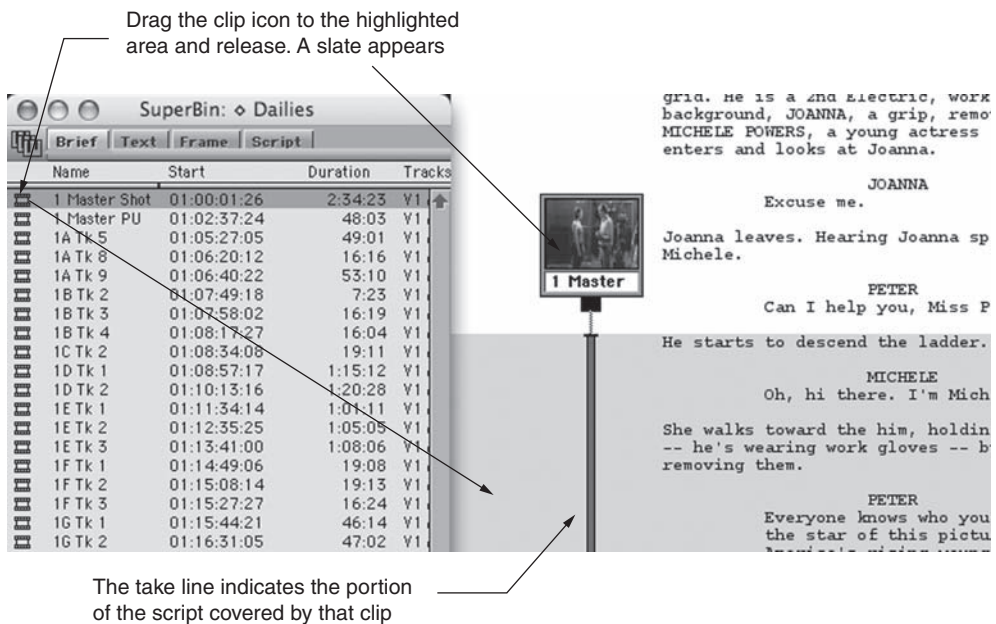 Drag the clip icon to the highlighted
area and release. A slate appears
SuperBin: ⋄ Dailies
Brief Text Frame Script
Name Start Duration Tracks
1 Master Shot 01:00:01:26 2:34:23 V1
1 Master PU 01:02:37:24 48:03 V1
1A Tk 5 01:05:27:05 49:01 V1
1A Tk 8 01:06:20:12 16:16 V1
1A Tk 9 01:06:40:22 53:10 V1
1B Tk 2 01:07:49:18 7:23 V1
1B Tk 3 01:07:58:02 16:19 V1
1B Tk 4 01:08:17:27 16:04 V1
1C Tk 2 01:08:34:08 19:11 V1
1D Tk 1 01:08:57:17 1:15:12 V1
1D Tk 2 01:10:13:16 1:20:28 V1
1E Tk 1 01:11:34:14 1:01:11 V1
1E Tk 2 01:12:35:25 1:05:05 V1
1E Tk 3 01:13:41:00 1:08:06 V1
1F Tk 1 01:14:49:06 19:08 V1
1F Tk 2 01:15:08:14 19:13 V1
1F Tk 3 01:15:27:27 16:24 V1
1G Tk 1 01:15:44:21 46:14 V1
1G Tk 2 01:16:31:05 47:02 V1
1 Master
grid. He is a 2nd Electric, work
background, JOANNA, a grip, remo
MICHELE POWERS, a young actress
enters and looks at Joanna.
JOANNA
Excuse me.
Joanna leaves. Hearing Joanna sp
Michele.
PETER
Can I help you, Miss P
He starts to descend the ladder.
MICHELE
Oh, hi there. I'm Mich
She walks toward the him, holdin
-- he's wearing work gloves -- b
removing them.
PETER
Everyone knows who you
the star of this pictu
The take line indicates the portion
of the script covered by that clip